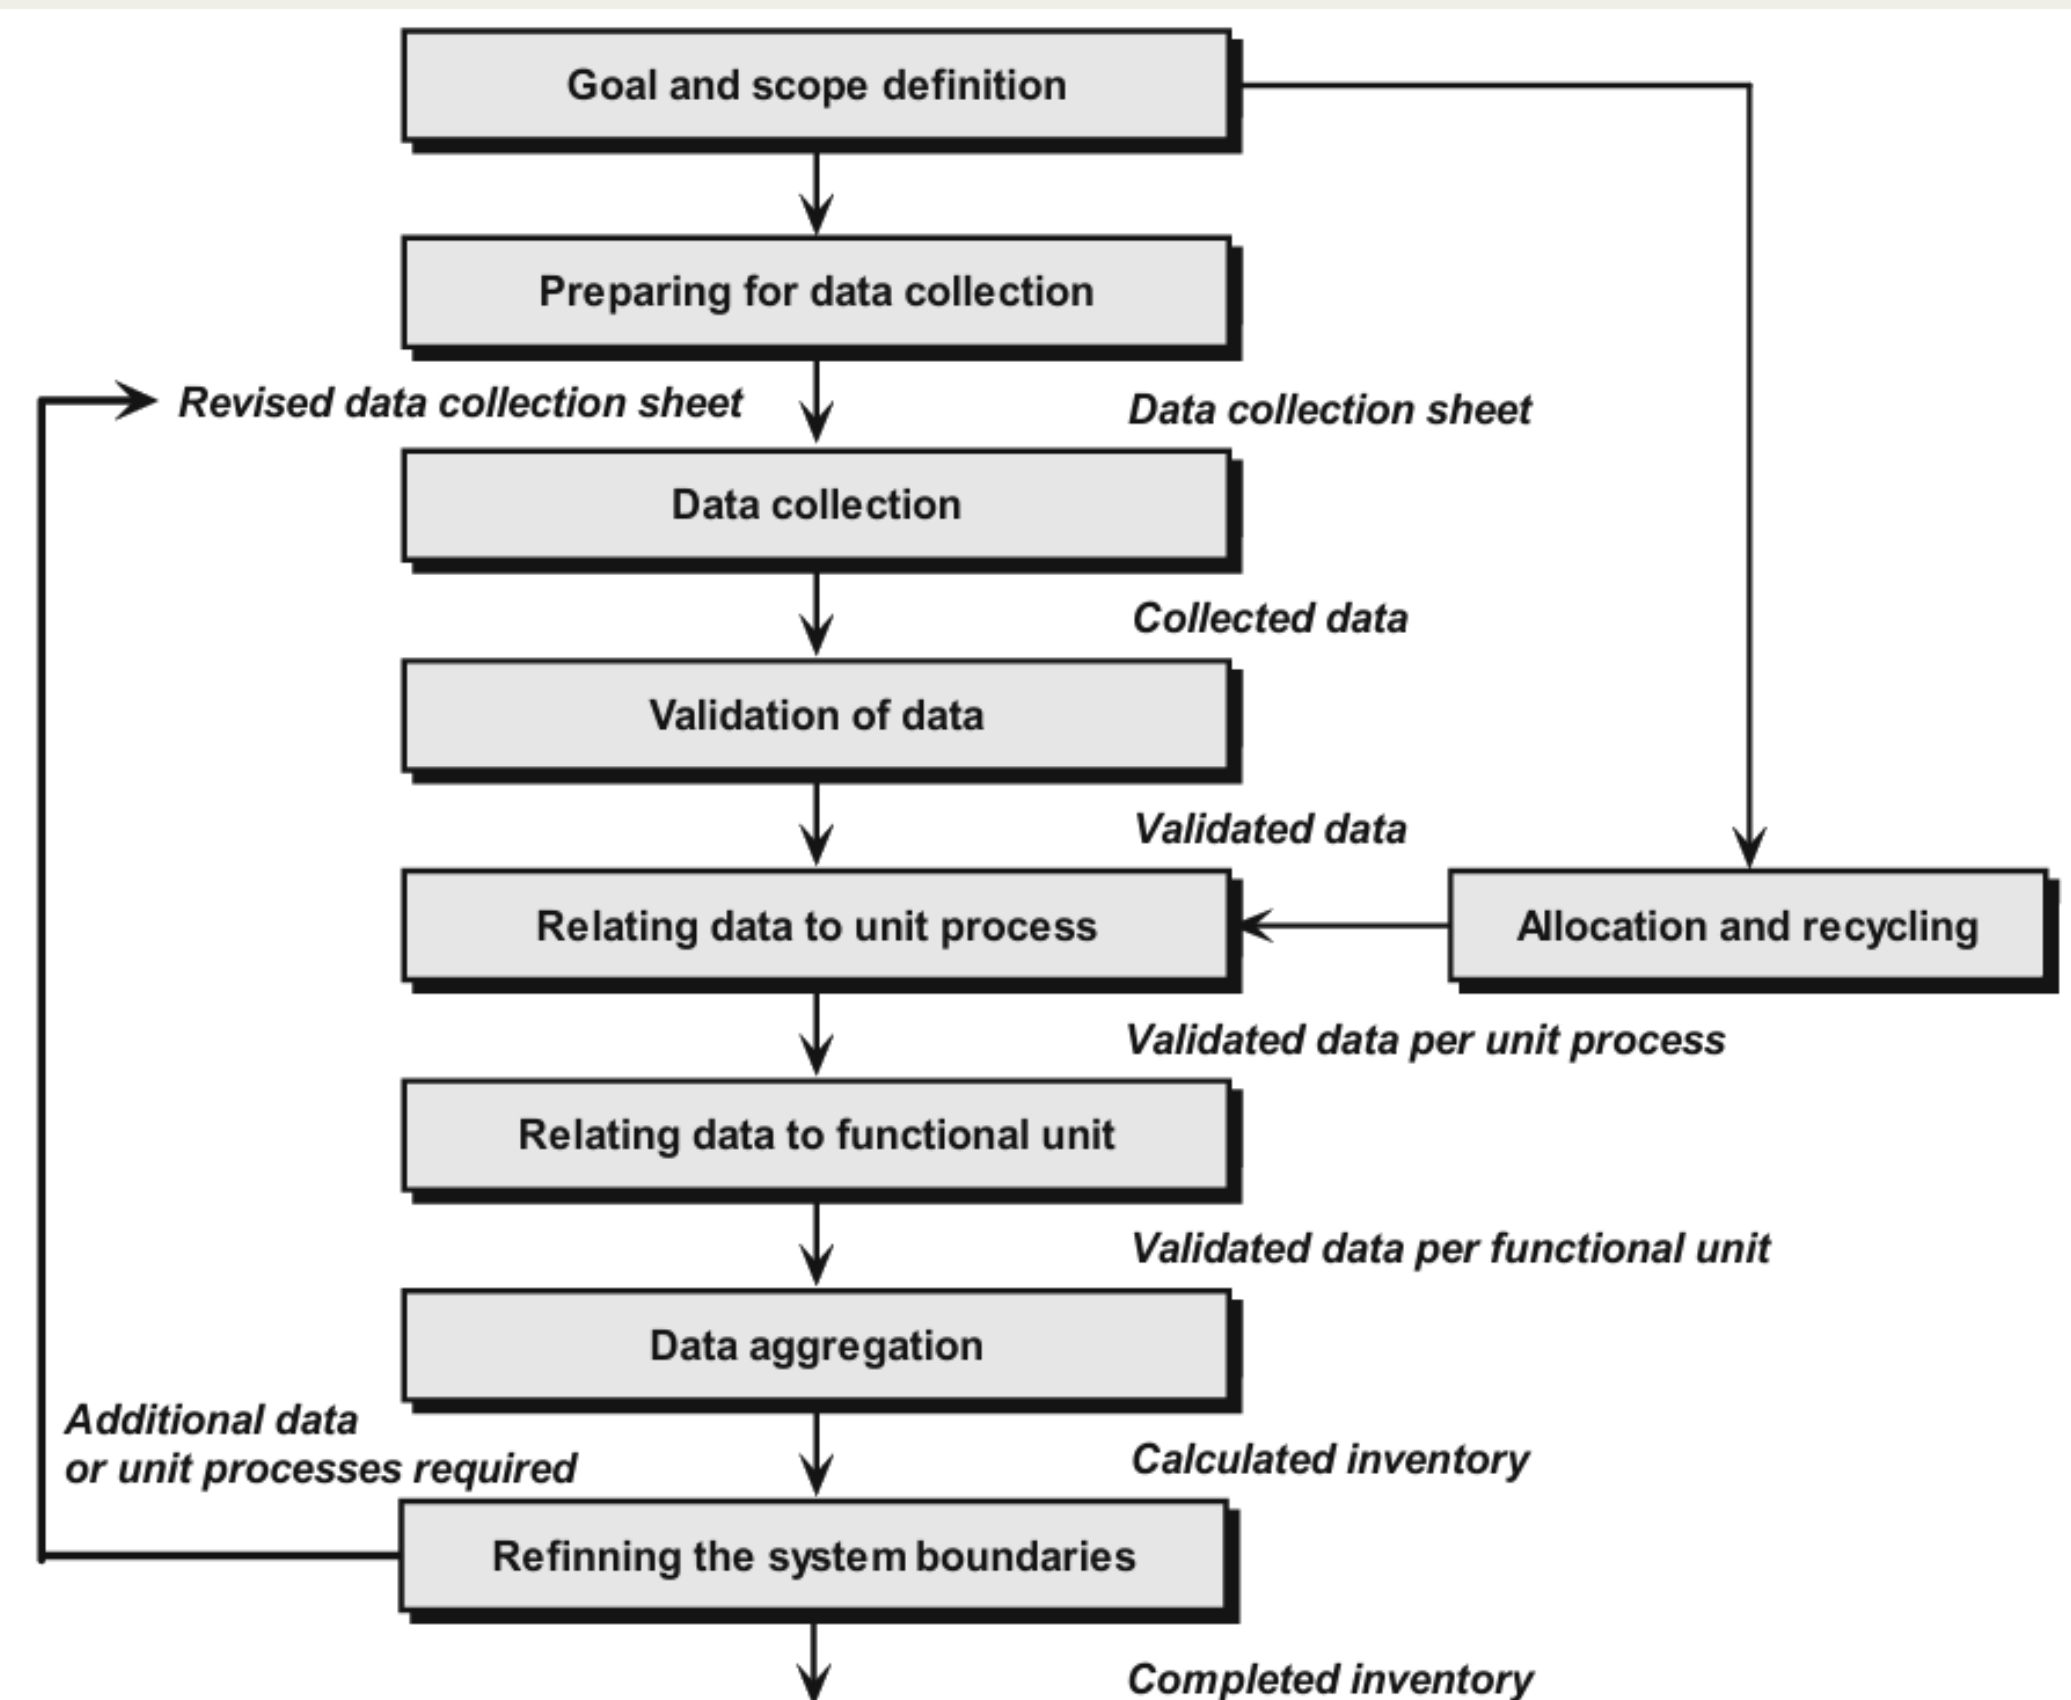 Goal and scope definition
Preparing for data collection
Revised data collection sheet
Data collection sheet
Data collection
Collected data
Validation of data
Validated data
Relating data to unit process
Allocation and recycling
Validated data per unit process
Relating data to functional unit
Validated data per functional unit
Data aggregation
Additional data
or unit processes required
Calculated inventory
Refinning the system boundaries
Completed inventory